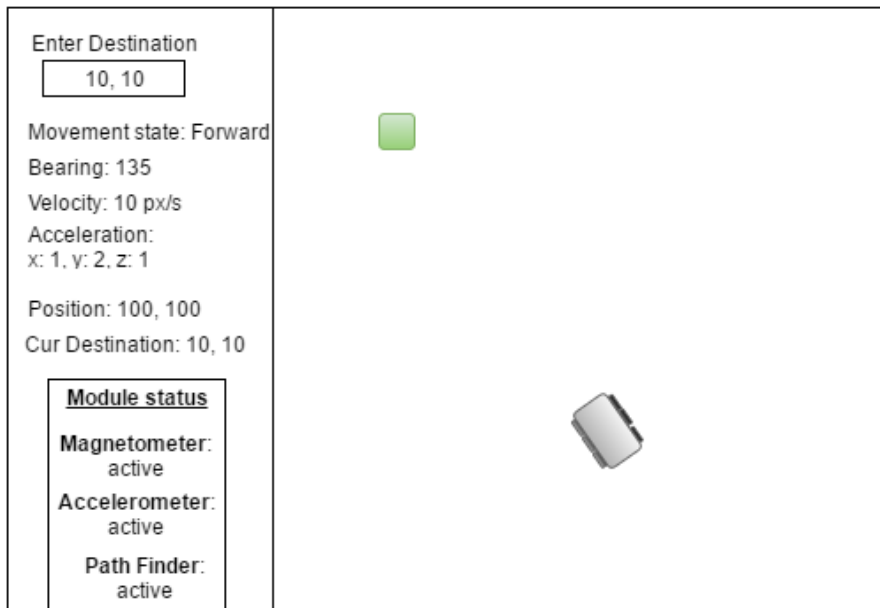 Enter Destination
10, 10
Movement state: Forward
Bearing: 135
Velocity: 10 px/s
Acceleration:
x: 1, y: 2, z: 1
Position: 100, 100
Cur Destination: 10, 10
Module status
Magnetometer:
active
Accelerometer:
active
Path Finder:
active